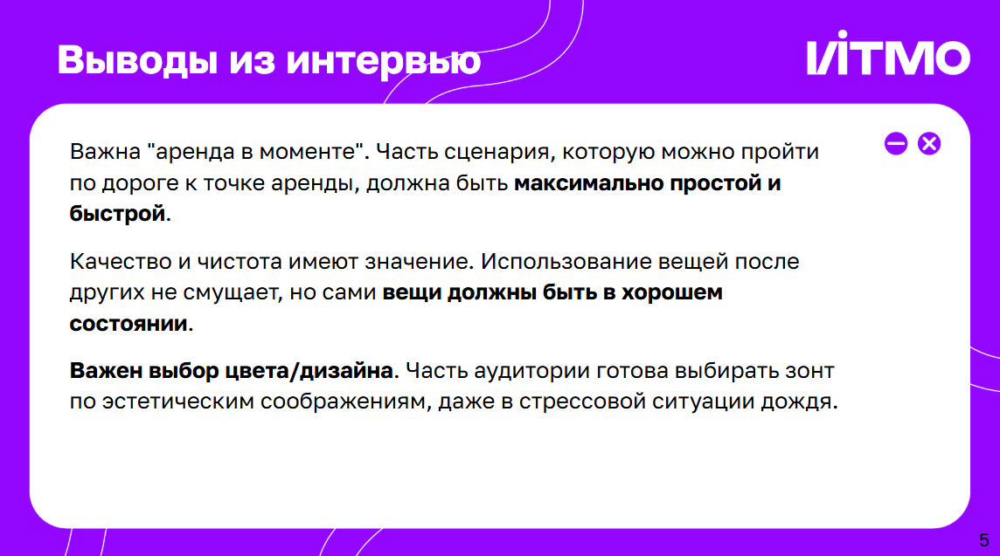 Выводы из интервью
ИТМО
Важна "аренда в моменте". Часть сценария, которую можно пройти
по дороге к точке аренды, должна быть максимально простой и
быстрой.
Качество и чистота имеют значение. Использование вещей после
других не смущает, но сами вещи должны быть в хорошем
состоянии.
Важен выбор цвета/дизайна. Часть аудитории готова выбирать зонт
по эстетическим соображениям, даже в стрессовой ситуации дождя.
5